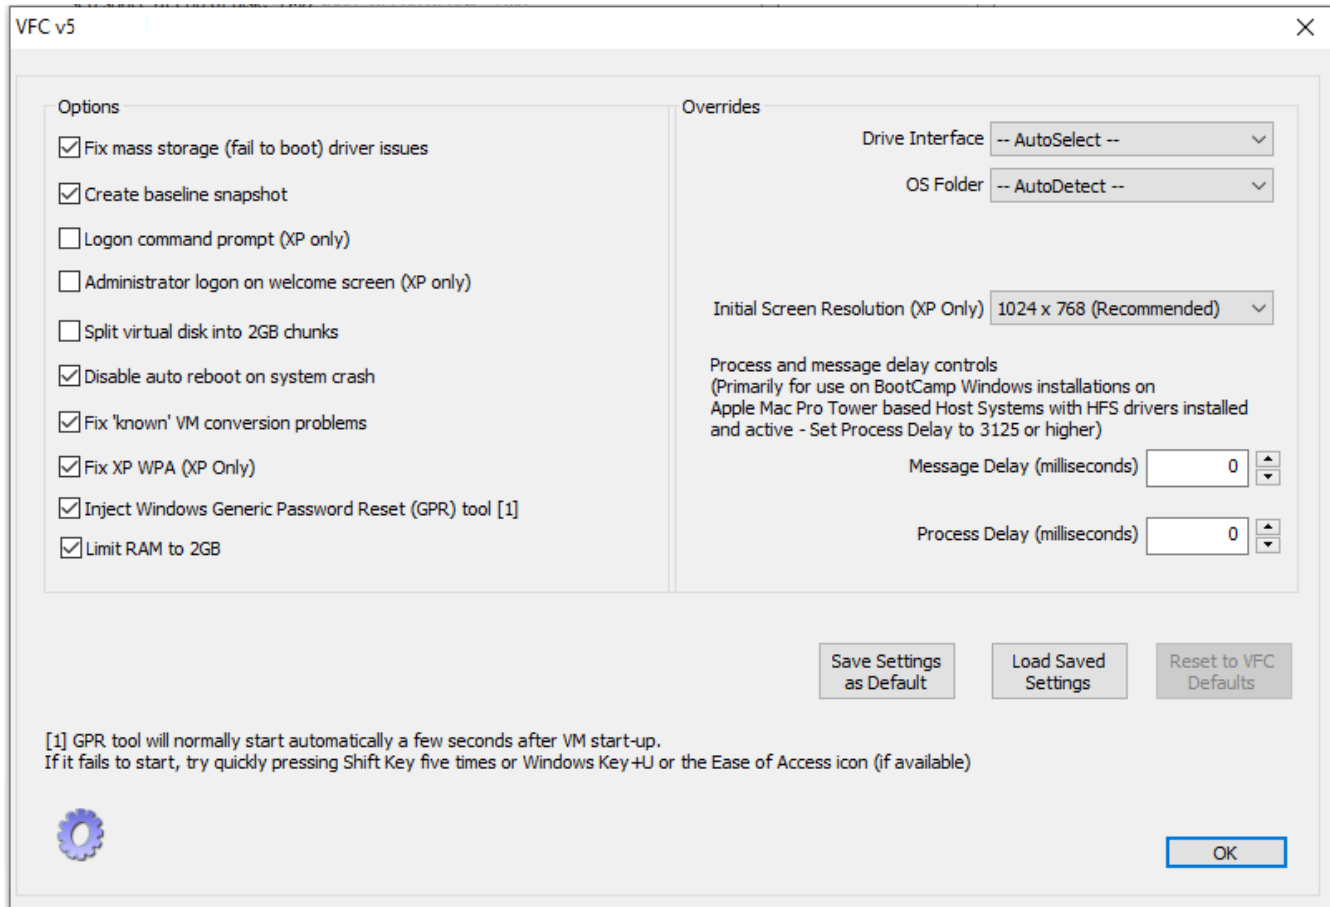 VFC v5
Options
Fix mass storage (fail to boot) driver issues
Create baseline snapshot
Logon command prompt (XP only)
Administrator logon on welcome screen (XP only)
Split virtual disk into 2GB chunks
Disable auto reboot on system crash
Fix 'known' VM conversion problems
Fix XP WPA (XP Only)
Inject Windows Generic Password Reset (GPR) tool [1]
Limit RAM to 2GB
Overrides
Drive Interface -- AutoSelect --
OS Folder -- AutoDetect --
Initial Screen Resolution (XP Only) 1024 x 768 (Recommended)
Process and message delay controls
(Primarily for use on BootCamp Windows installations on
Apple Mac Pro Tower based Host Systems with HFS drivers installed
and active - Set Process Delay to 3125 or higher)
Message Delay (milliseconds) 0
Process Delay (milliseconds) 0
Save Settings
as Default
Load Saved
Settings
Reset to VFC
Defaults
[1] GPR tool will normally start automatically a few seconds after VM start-up.
If it fails to start, try quickly pressing Shift Key five times or Windows Key+U or the Ease of Access icon (if available)
OK